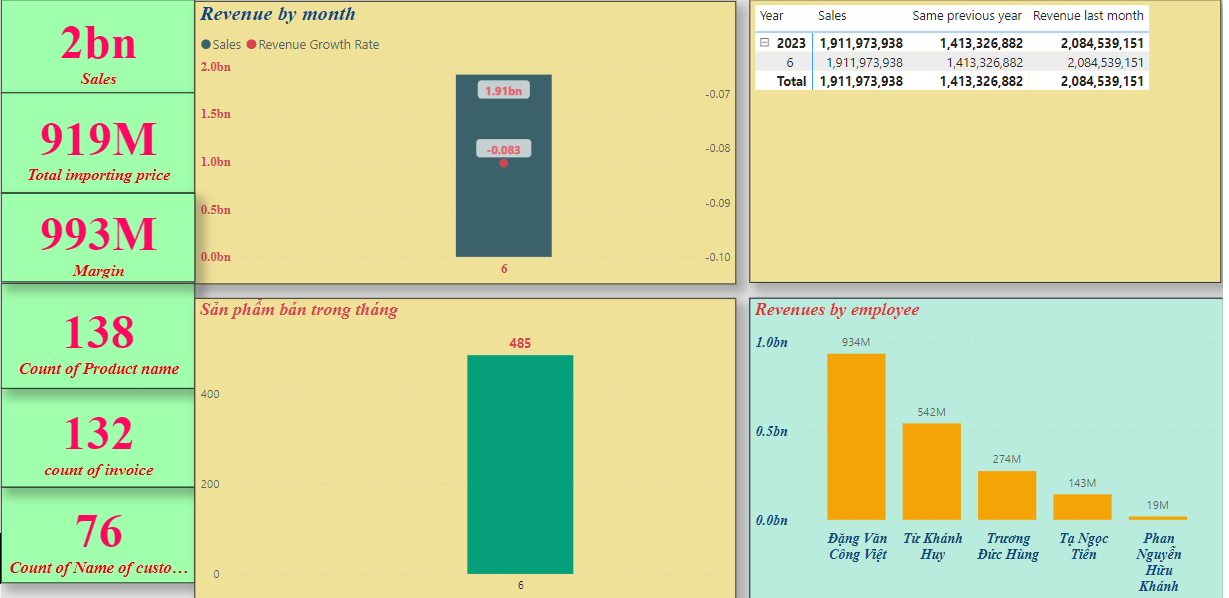 2bn
Sales
919M
Total importing price
993M
Margin
138
Count of Product name
132
count of invoice
76
Count of Name of custo...
Revenue by month
Sales Revenue Growth Rate
2.0bn
1.5bn
1.0bn
0.5bn
0.0bn
1.91bn
-0.083
-0.07
-0.08
-0.09
-0.10
6
Year Sales Same previous year Revenue last month
2023 1,911,973,938 1,413,326,882 2,084,539,151
6 1,911,973,938 1,413,326,882 2,084,539,151
Total 1,911,973,938 1,413,326,882 2,084,539,151
Sản phẩm bán trong tháng
485
400
200
0
6
Revenues by employee
1.0bn
0.5bn
0.0bn
934M
542M
274M
143M
19M
Đặng Văn
Công Việt
Từ Khánh
Huy
Trương
Đức Hùng
Tạ Ngọc
Tiến
Phan
Nguyễn
Hữu
Khánh